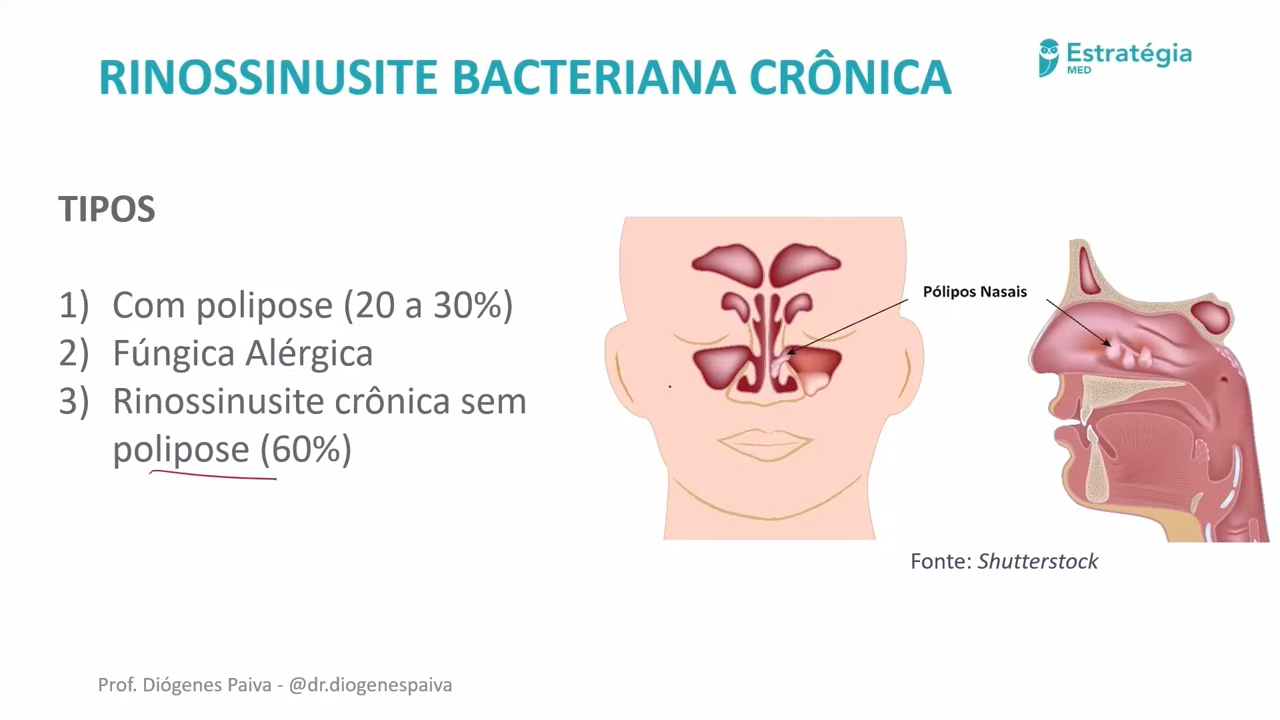 RINOSSINUSITE BACTERIANA CRÔNICA
Estratégia
MED
TIPOS
1) Com polipose (20 a 30%)
2) Fúngica Alérgica
3) Rinossinusite crônica sem
polipose (60%)
Pólipos Nasais
Fonte: Shutterstock
Prof. Diógenes Paiva - @dr.diogenespaiva